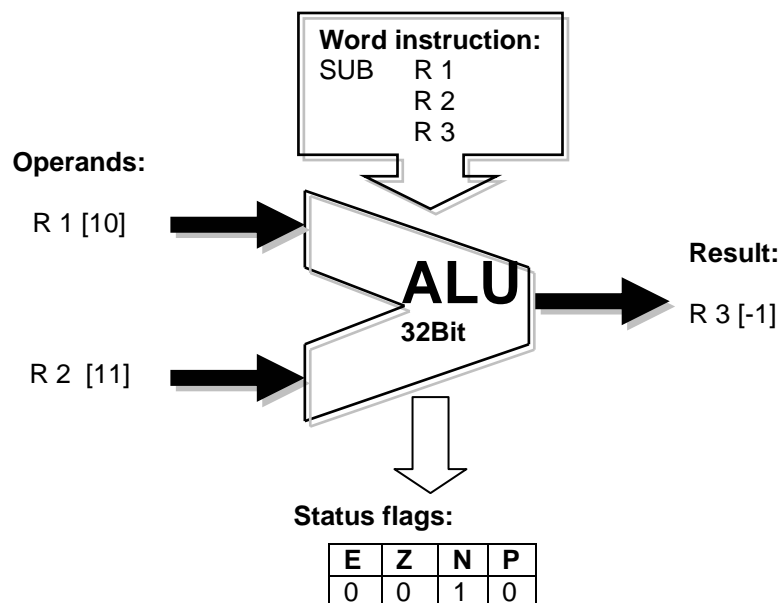 Word instruction:
SUB R 1
R 2
R 3
Operands:
R 1 [10]
ALU
32Bit
Result:
R 3 [-1]
R 2 [11]
Status flags:
E Z N P
0 0 1 0